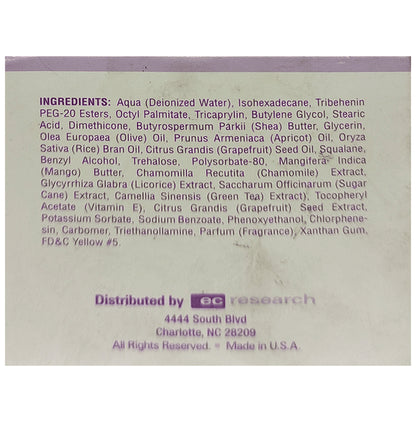 INGREDIENTS: Aqua (Deionized Water), Isohexadecane, Tribehenin
PEG-20 Esters, Octyl Palmitate, Tricaprylin, Butylene Glycol, Stearic
Acid, Dimethicone, Butyrospermum Parkii (Shea) Butter, Glycerin,
Olea Europaea (Olive) Oil, Prunus Armeniaca (Apricot) Oil, Oryza
Sativa (Rice) Bran Oil, Citrus Grandis (Grapefruit) Seed Oil, Squalane,
Benzyl Alcohol, Trehalose, Polysorbate-80, Mangifera Indica
(Mango) Butter, Chamomilla Recutita (Chamomile) Extract,
Glycyrrhiza Glabra (Licorice) Extract, Saccharum Officinarum (Sugar
Cane) Extract, Camellia Sinensis (Green Tea) Extract, Tocopheryl
Acetate (Vitamin E), Citrus Grandis (Grapefruit) Seed Extract,
Potassium Sorbate, Sodium Benzoate, Phenoxyethanol, Chlorphene-
sin, Carbomer, Triethanollamine, Parfum (Fragrance), Xanthan Gum,
FD&C Yellow #5.
Distributed by ec research
4444 South Blvd
Charlotte, NC 28209
All Rights Reserved. • Made in U.S.A.